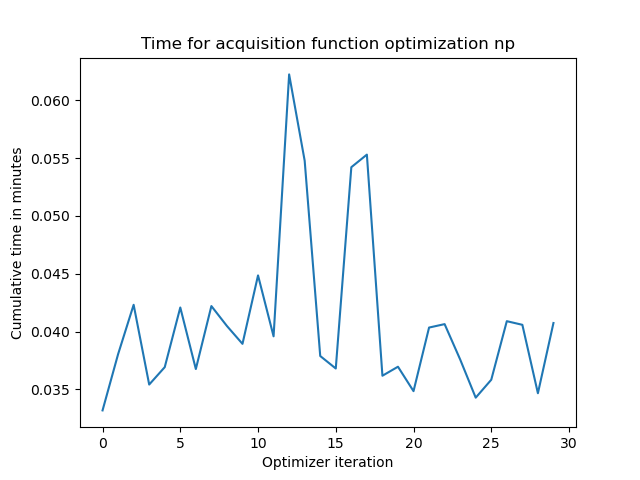 Time for acquisition function optimization np
Cumulative time in minutes
0.060
0.055
0.050
0.045
0.040
0.035
0 5 10 15 20 25 30
Optimizer iteration